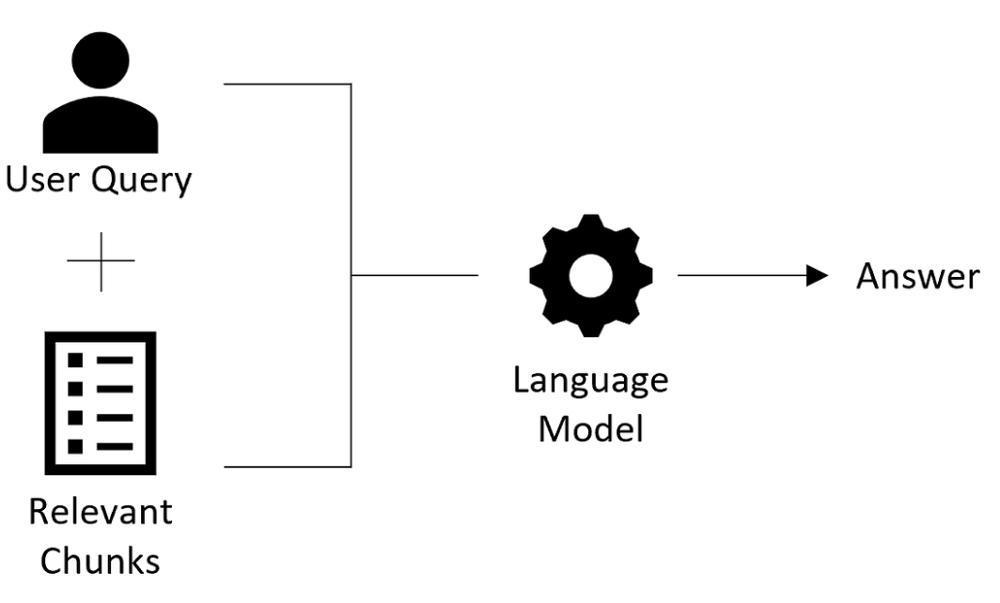 User Query
Relevant
Chunks
Language
Model
Answer